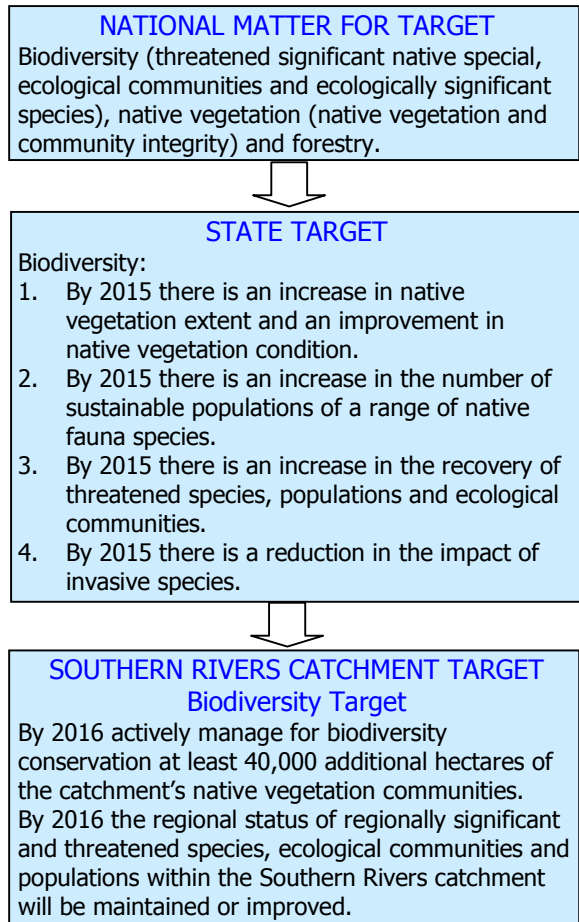 NATIONAL MATTER FOR TARGET
Biodiversity (threatened significant native special,
ecological communities and ecologically significant
species), native vegetation (native vegetation and
community integrity) and forestry.
STATE TARGET
Biodiversity:
1. By 2015 there is an increase in native
vegetation extent and an improvement in
native vegetation condition.
2. By 2015 there is an increase in the number of
sustainable populations of a range of native
fauna species.
3. By 2015 there is an increase in the recovery of
threatened species, populations and ecological
communities.
4. By 2015 there is a reduction in the impact of
invasive species.
SOUTHERN RIVERS CATCHMENT TARGET
Biodiversity Target
By 2016 actively manage for biodiversity
conservation at least 40,000 additional hectares of
the catchment's native vegetation communities.
By 2016 the regional status of regionally significant
and threatened species, ecological communities and
populations within the Southern Rivers catchment
will be maintained or improved.